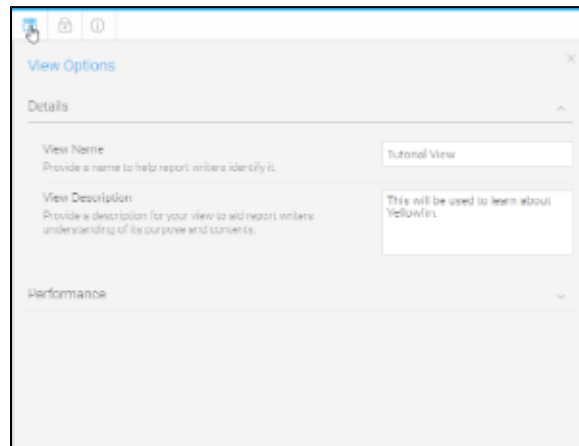 View Options
Details
View Name
Provide a name to help report writers identify it.
Tutorial View
View Description
Provide a description for your view to aid report writers
understanding of its purpose and contents.
This will be used to learn about
Yellowfin.
Performance